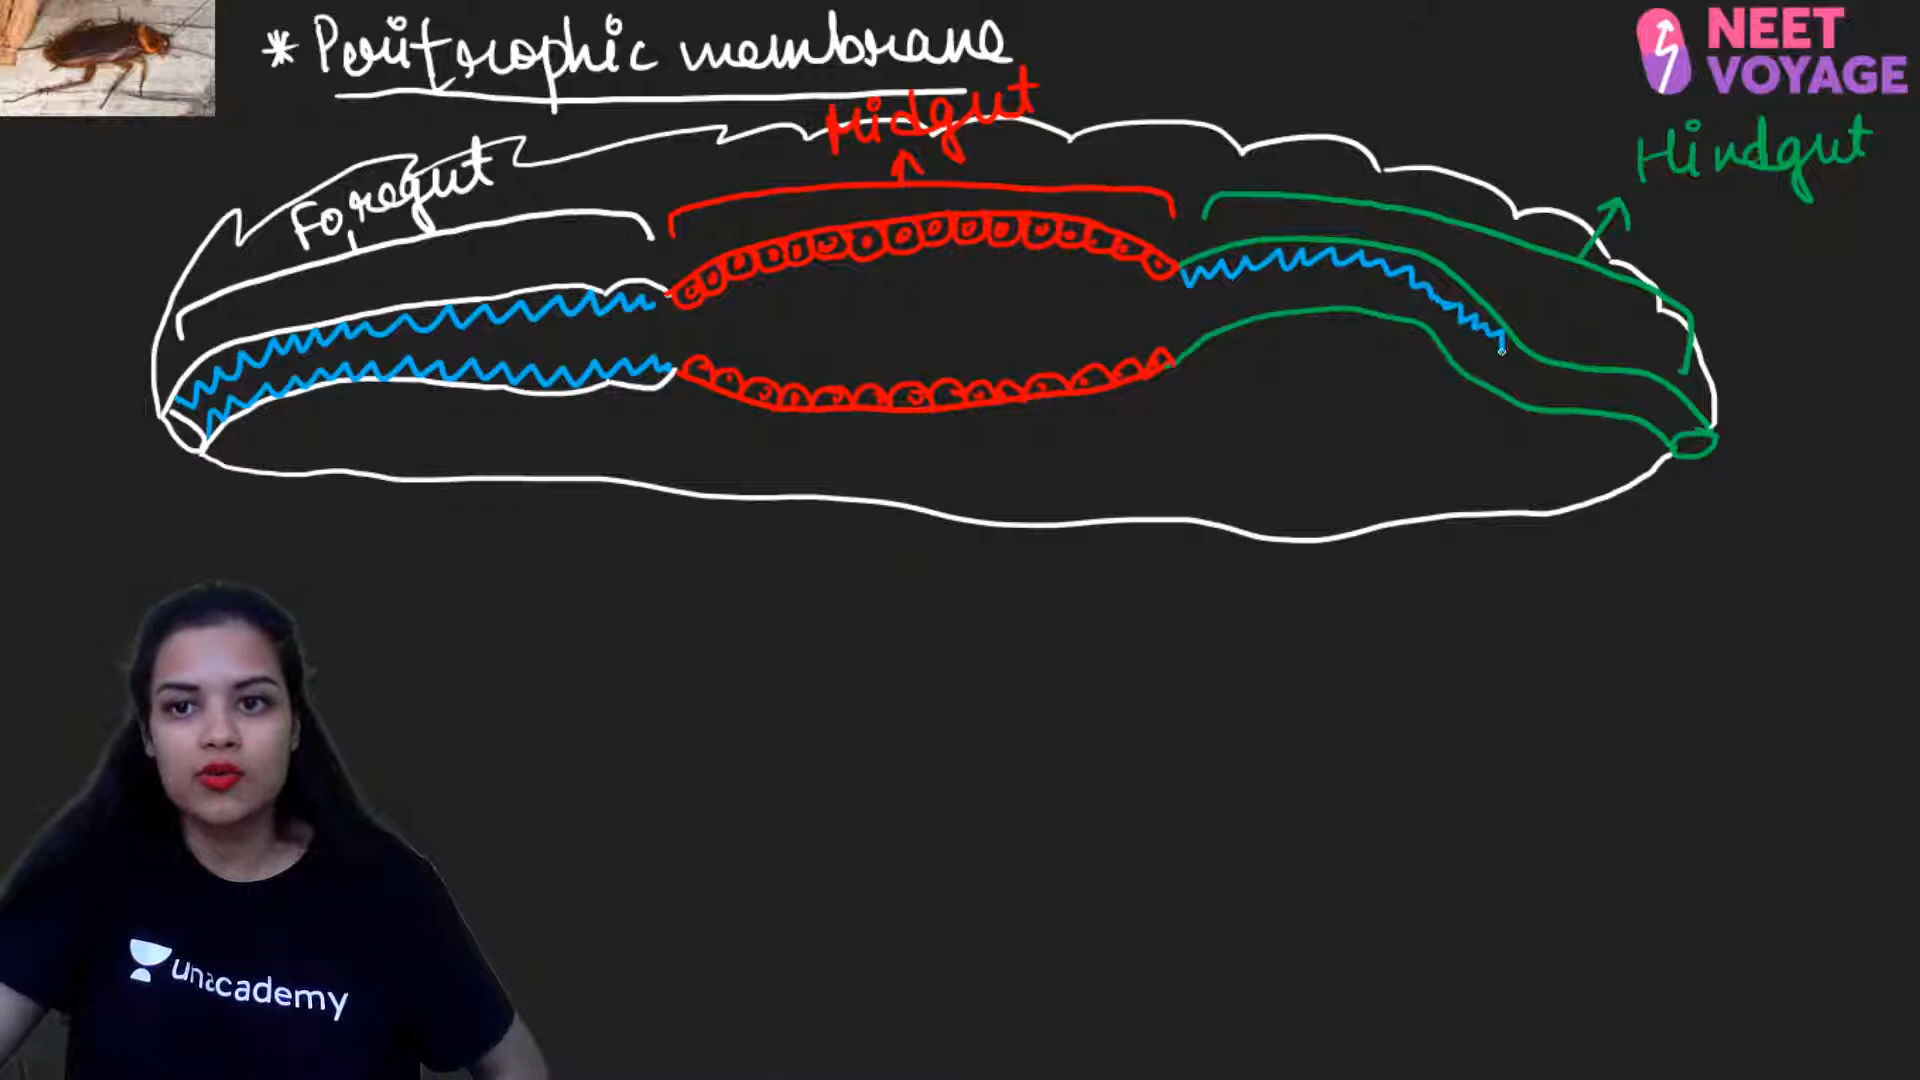 * Peritrophic membrane
NEET
VOYAGE
Midgut
Hindgut
Foregut
unacademy